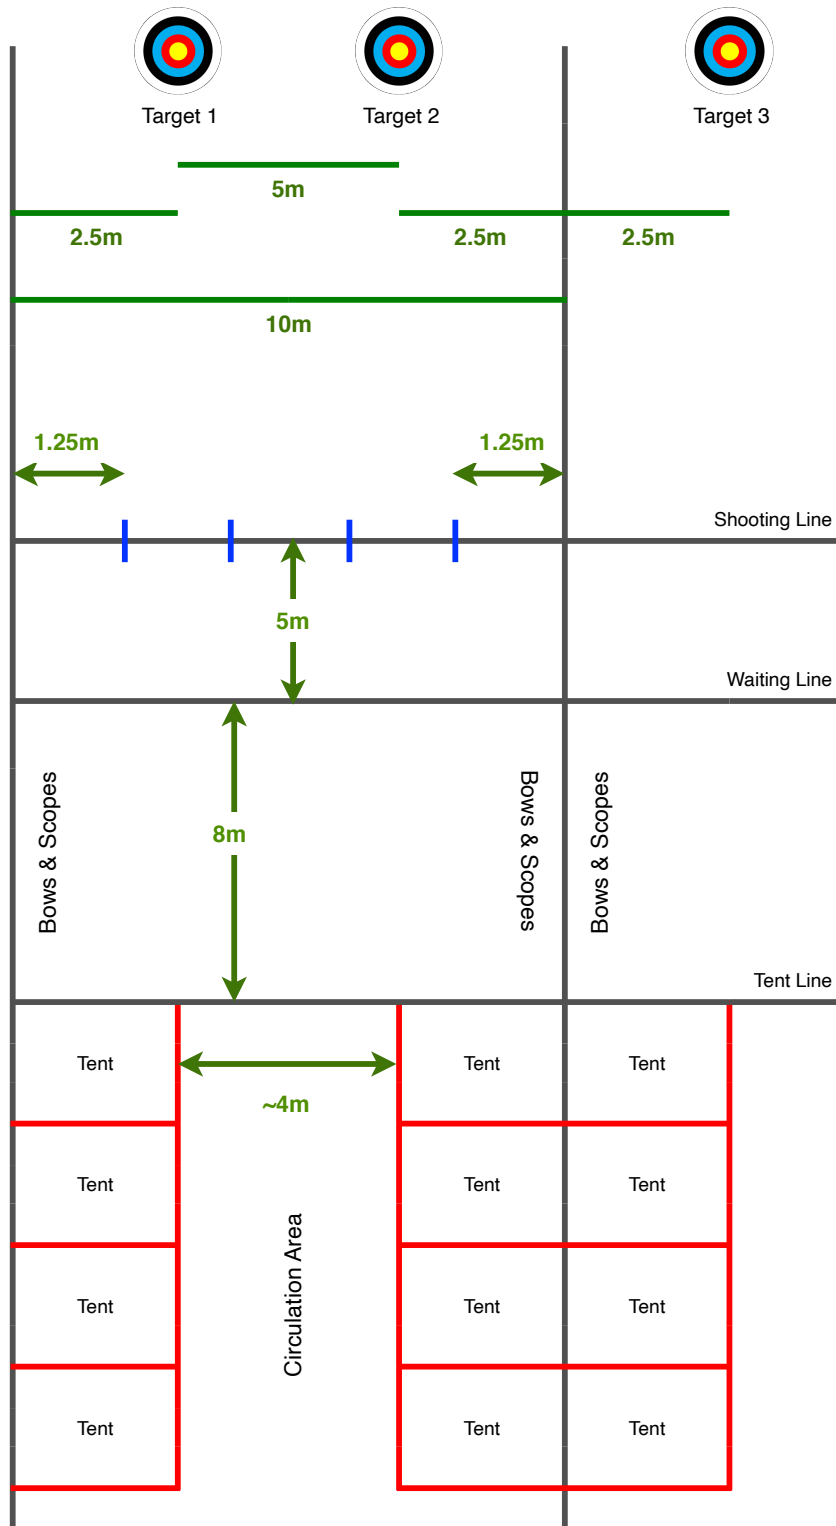 Target 1
Target 2
Target 3
5m
2.5m
2.5m
2.5m
10m
1.25m
1.25m
Shooting Line
5m
Waiting Line
Bows & Scopes
8m
Bows & Scopes
Bows & Scopes
Tent Line
Tent
Tent
Tent
~4m
Tent
Tent
Tent
Circulation Area
Tent
Tent
Tent
Tent
Tent
Tent